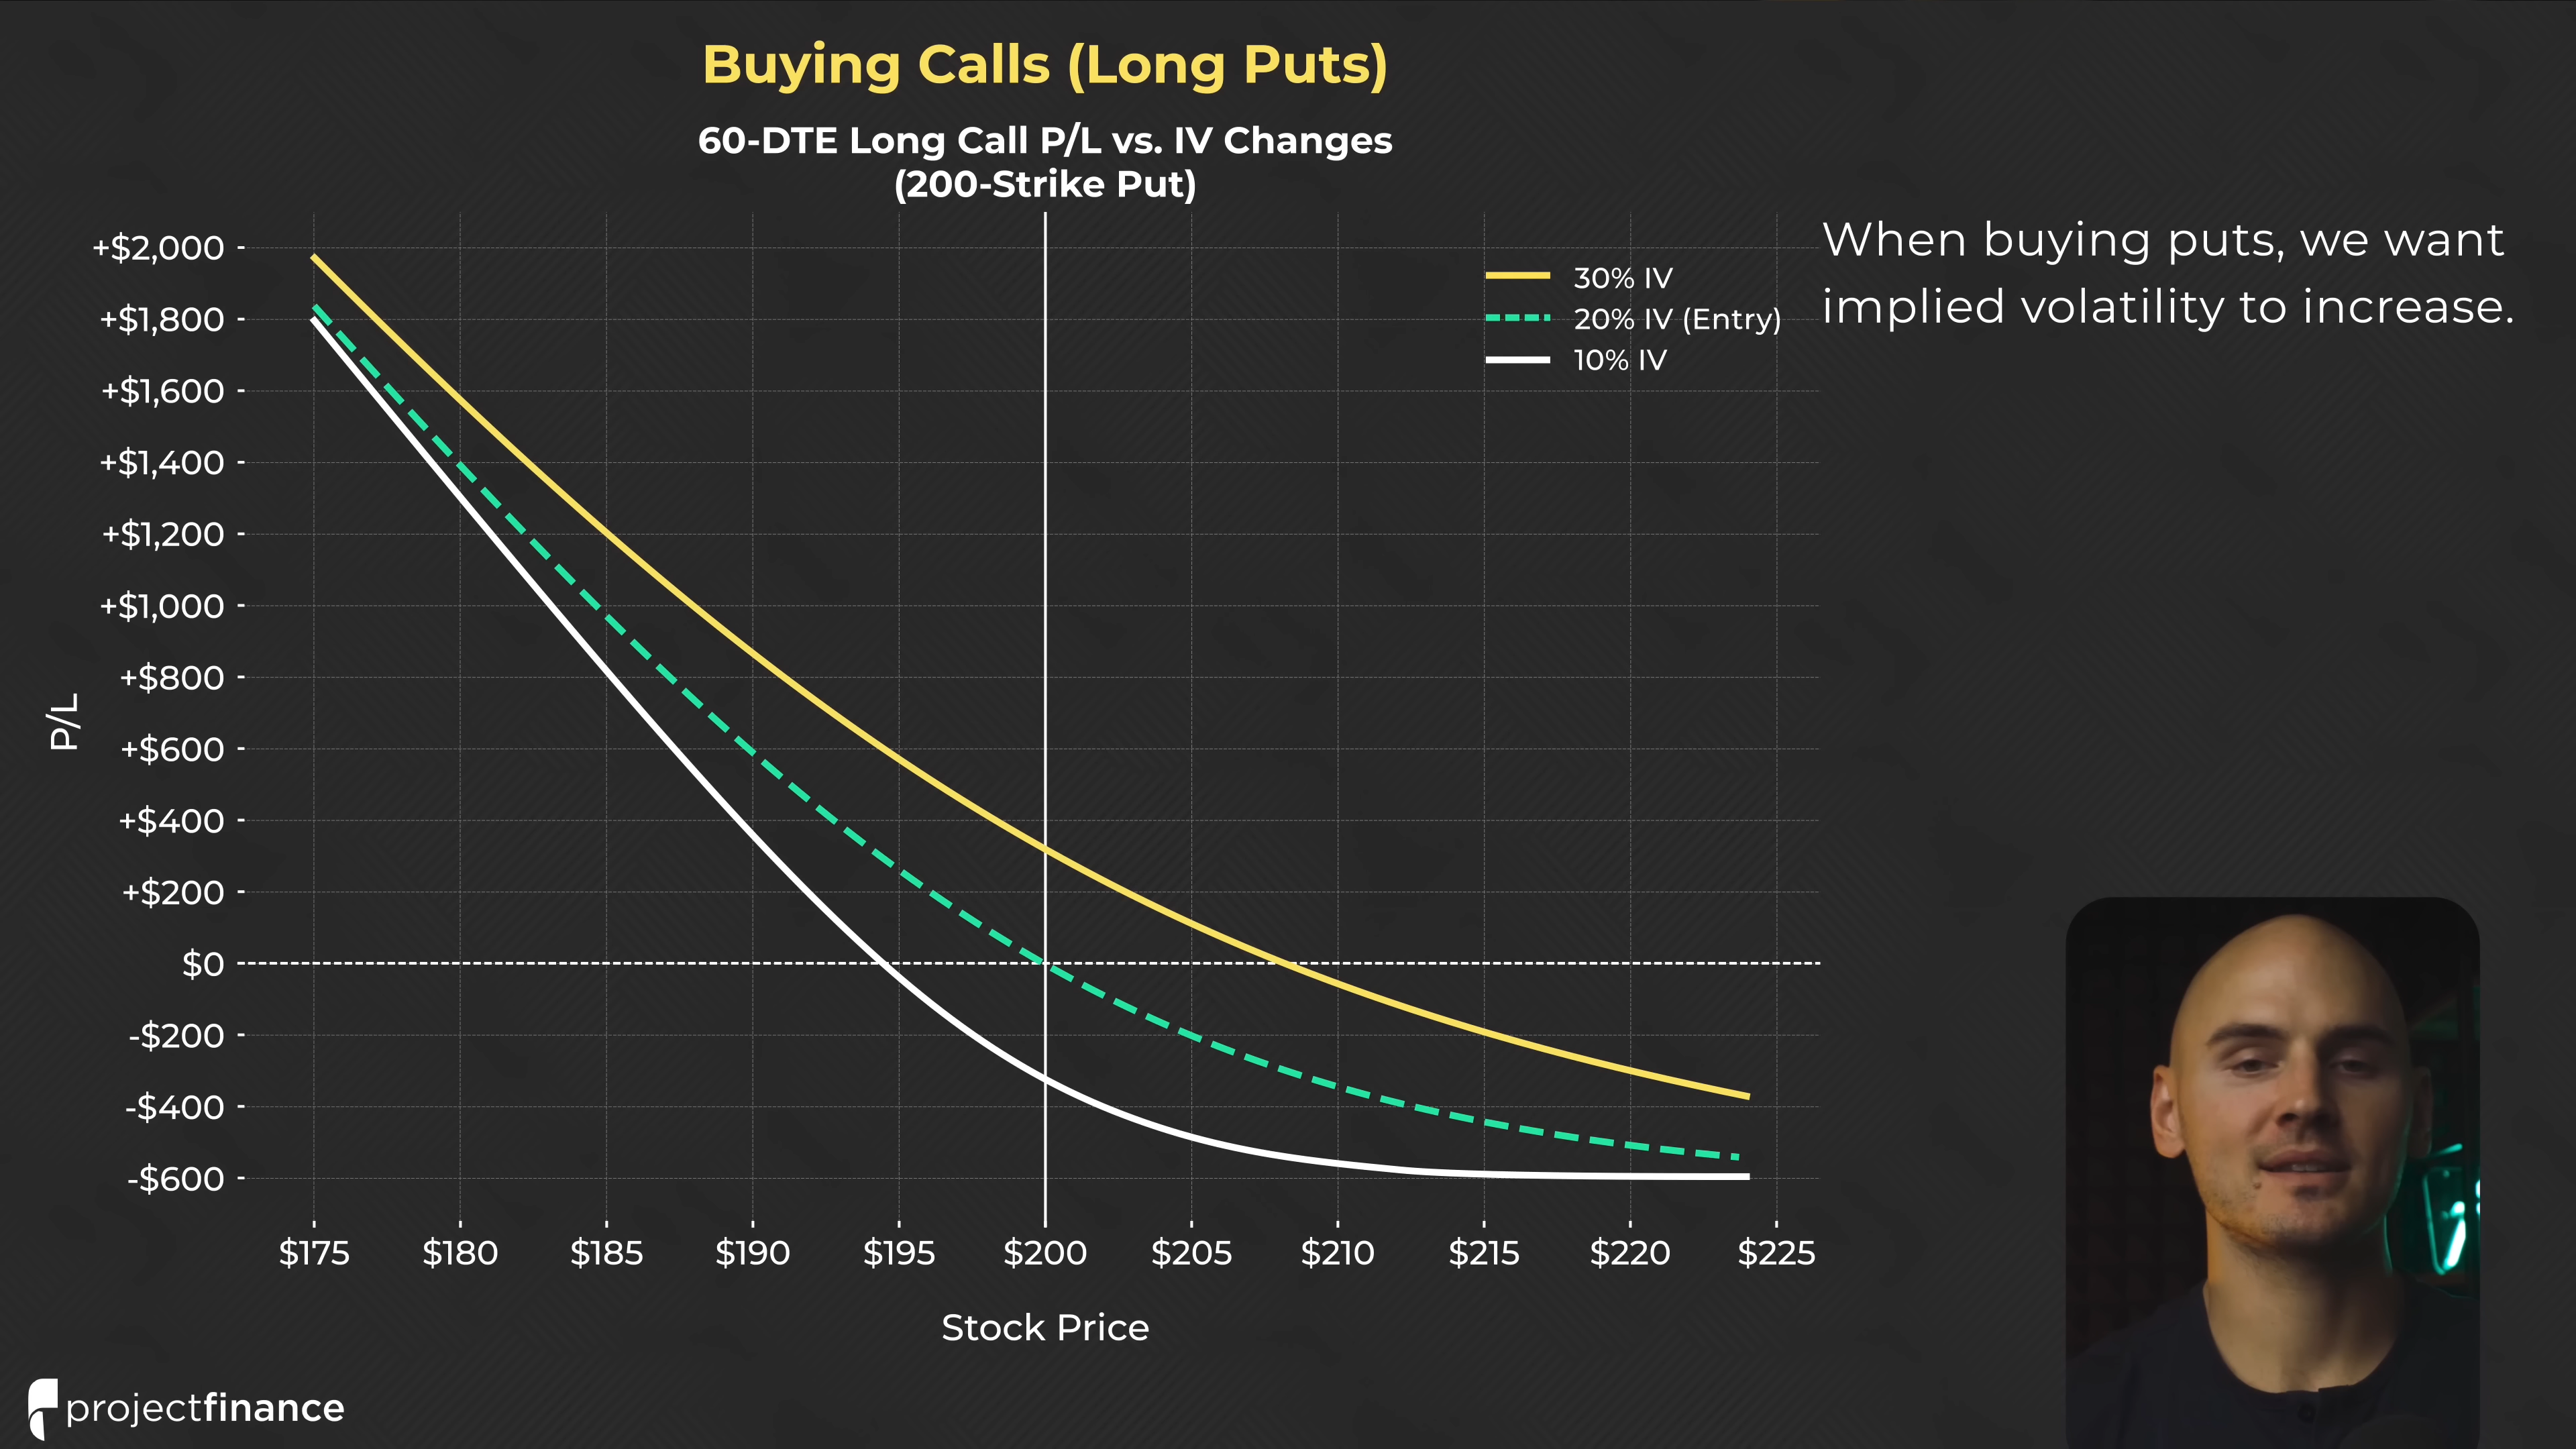 Buying Calls (Long Puts)
60-DTE Long Call P/L vs. IV Changes
(200-Strike Put)
When buying puts, we want
implied volatility to increase.
30% IV
20% IV (Entry)
10% IV
P/L
+$2,000
+$1,800
+$1,600
+$1,400
+$1,200
+$1,000
+$800
+$600
+$400
+$200
$0
-$200
-$400
-$600
$175 $180 $185 $190 $195 $200 $205 $210 $215 $220 $225
Stock Price
projectfinance